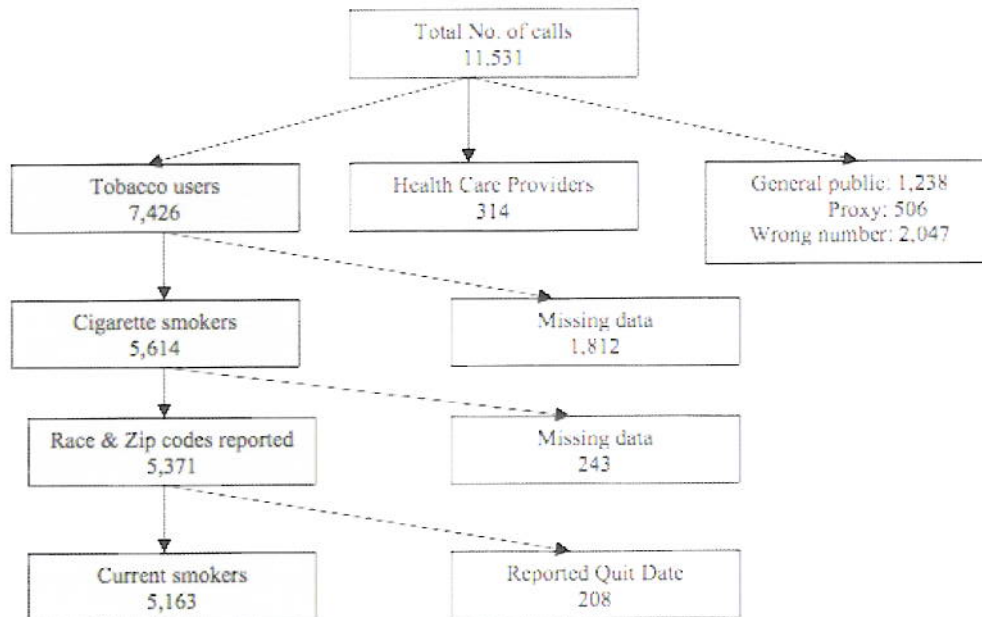 Total No. of calls
11,531
Tobacco users
7,426
Health Care Providers
314
General public: 1,238
Proxy: 506
Wrong number: 2,047
Cigarette smokers
5,614
Missing data
1,812
Race & Zip codes reported
5,371
Missing data
243
Current smokers
5,163
Reported Quit Date
208